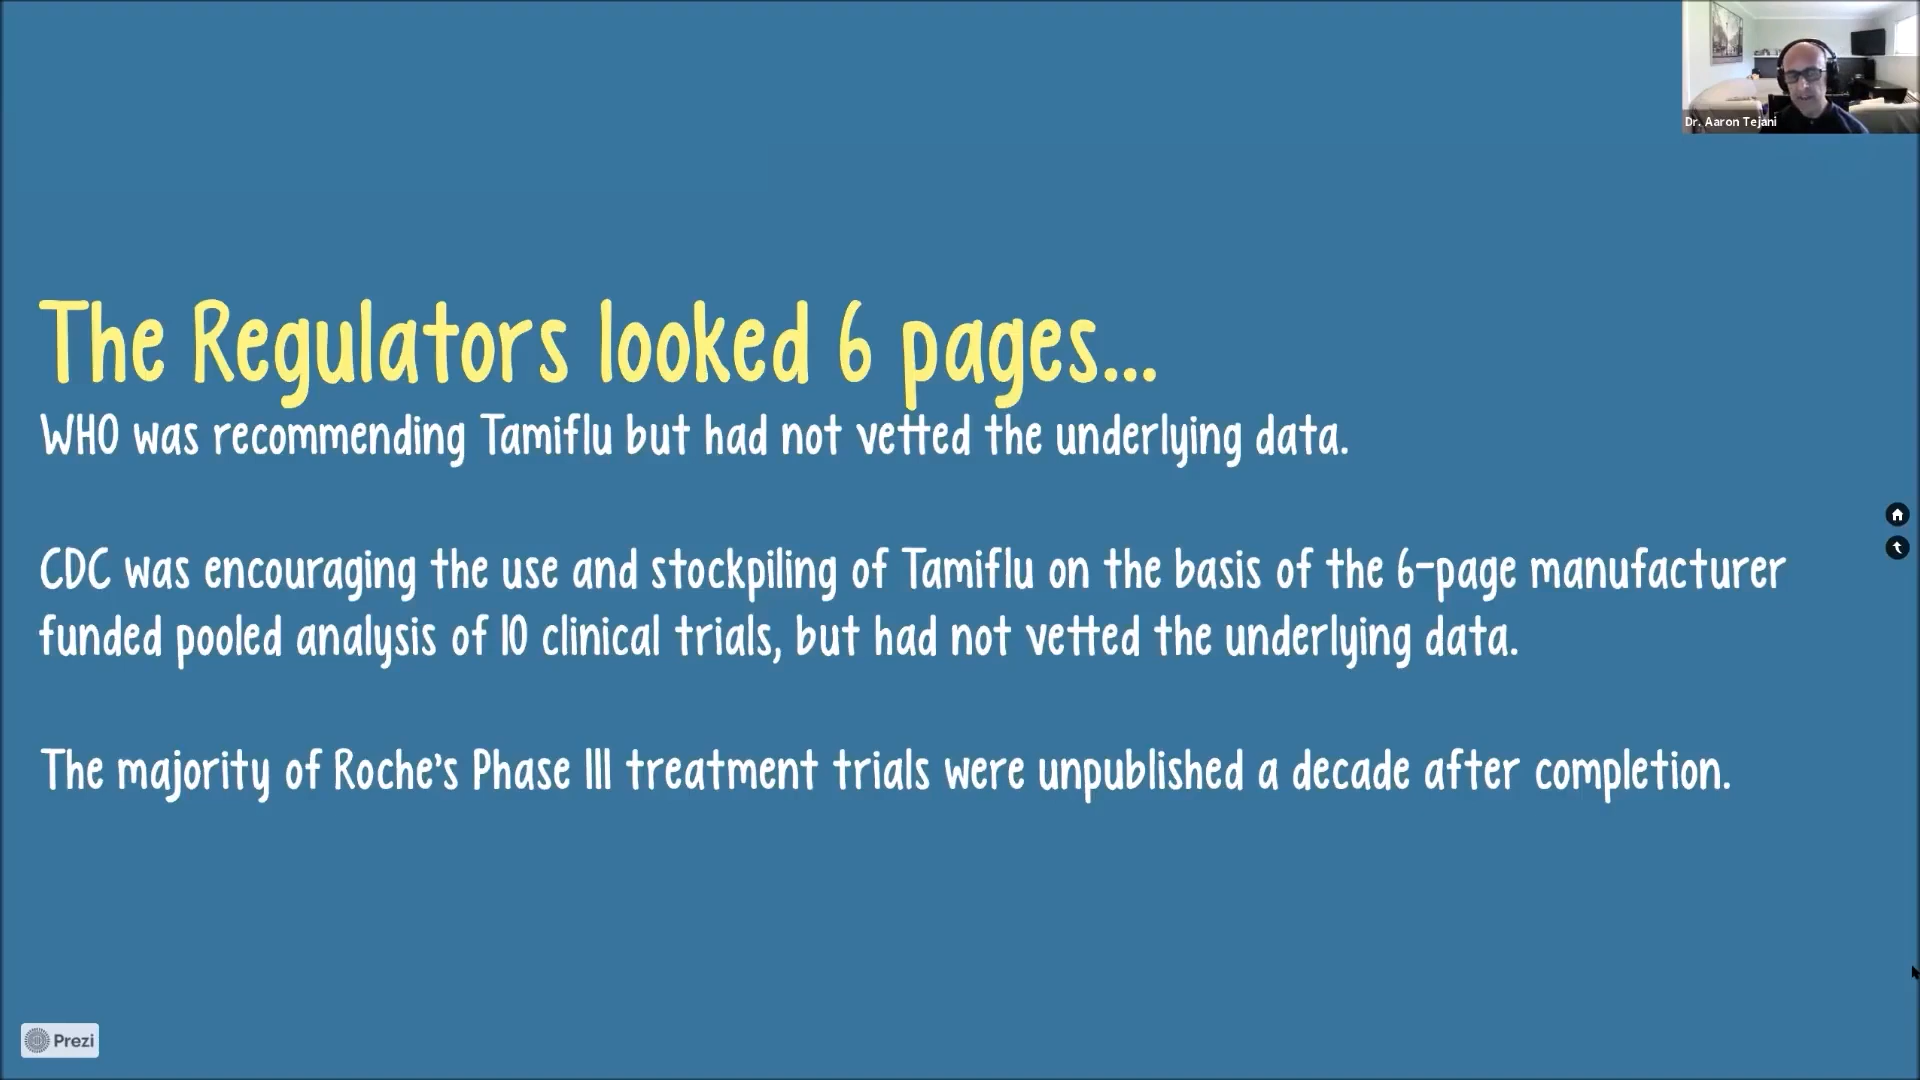 Dr. Aaron Tejani
The Regulators looked 6 pages...
WHO was recommending Tamiflu but had not vetted the underlying data.
CDC was encouraging the use and stockpiling of Tamiflu on the basis of the 6-page manufacturer
funded pooled analysis of 10 clinical trials, but had not vetted the underlying data.
The majority of Roche's Phase III treatment trials were unpublished a decade after completion.
Prezi